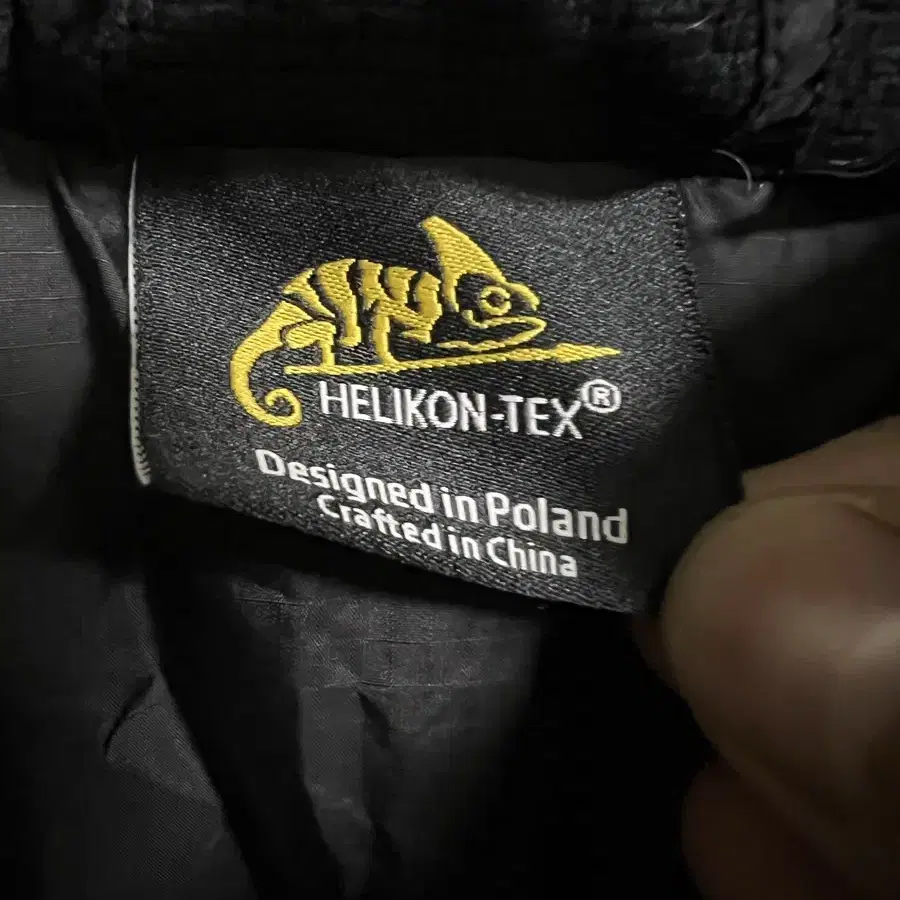 HELIKON-TEX®
Designed in Poland
Crafted in China